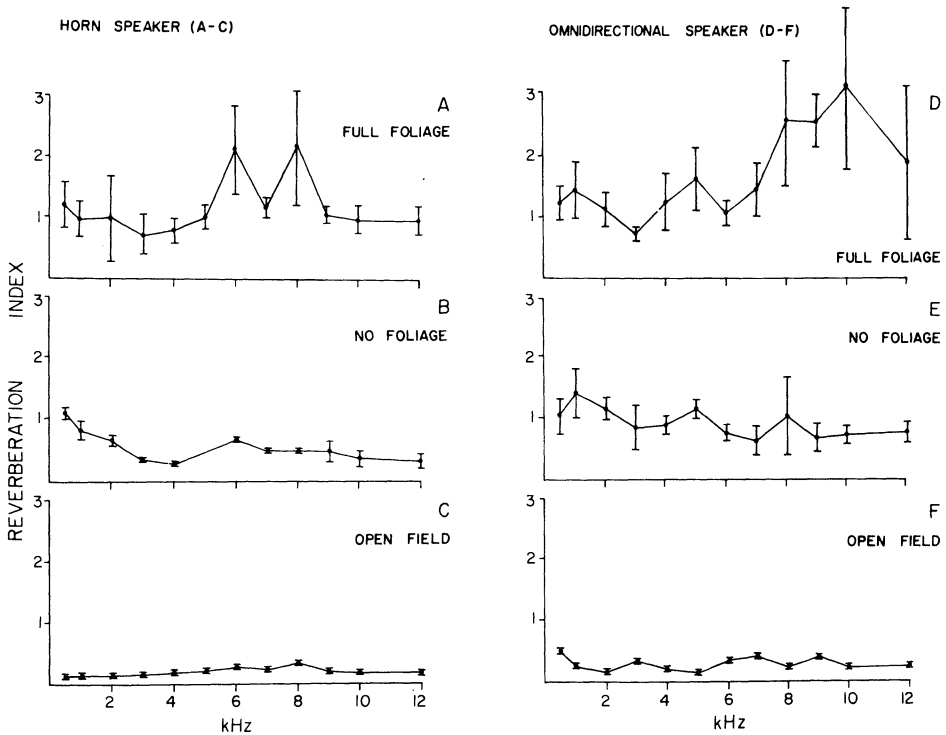 HORN SPEAKER (A-C)
OMNIDIRECTIONAL SPEAKER (D-F)
REVERBERATION INDEX
A
FULL FOLIAGE
3
2
1
0
B
NO FOLIAGE
3
2
1
C
OPEN FIELD
3
2
1
2 4 6 8 10 12
kHz
D
FULL FOLIAGE
3
2
1
E
NO FOLIAGE
3
2
1
F
OPEN FIELD
3
2
1
2 4 6 8 10 12
kHz